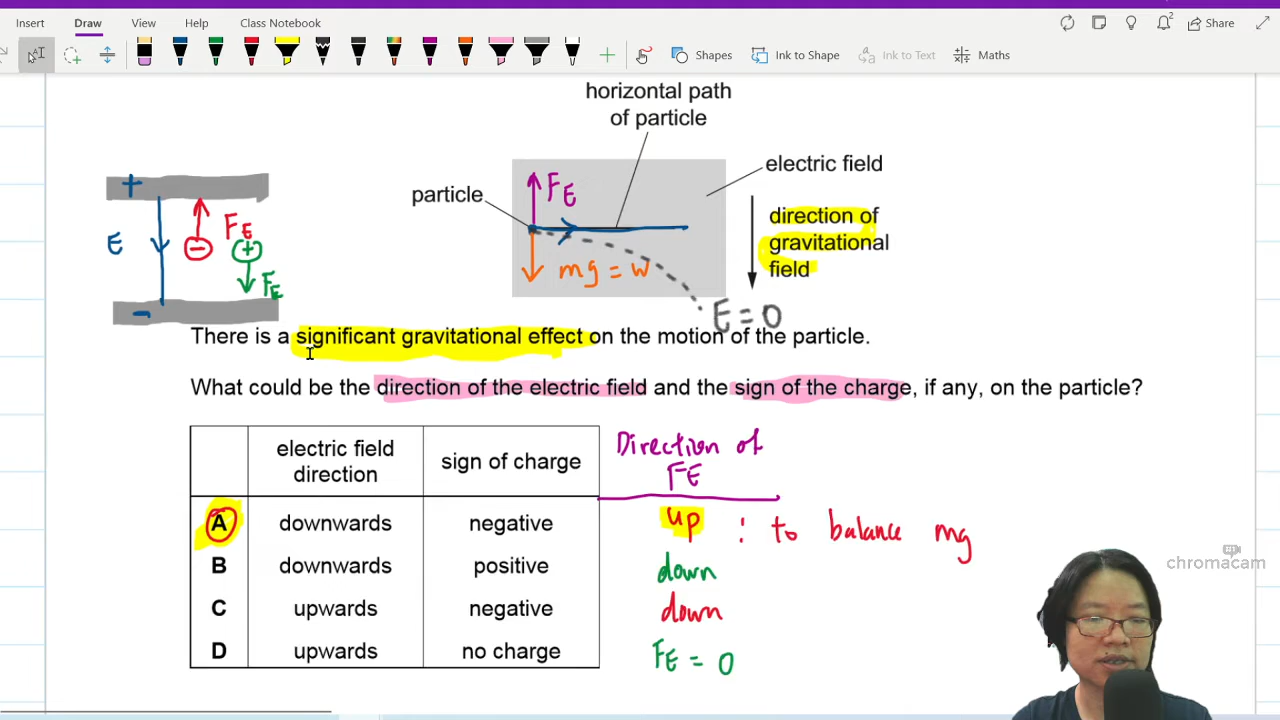 Insert Draw View Help Class Notebook
2
Share
Shapes
Ink to Shape
Ink to Text
Maths
horizontal path
of particle
electric field
particle
FE
direction of
gravitational
field
mg = W
E = 0
+
E
−
FE
+
FE
-
There is a significant gravitational effect on the motion of the particle.
What could be the direction of the electric field and the sign of the charge, if any, on the particle?
electric field
direction
sign of charge
Direction of
FE
A downwards negative up : to balance mg
B downwards positive down
C upwards negative down
D upwards no charge FE = 0
chromacam